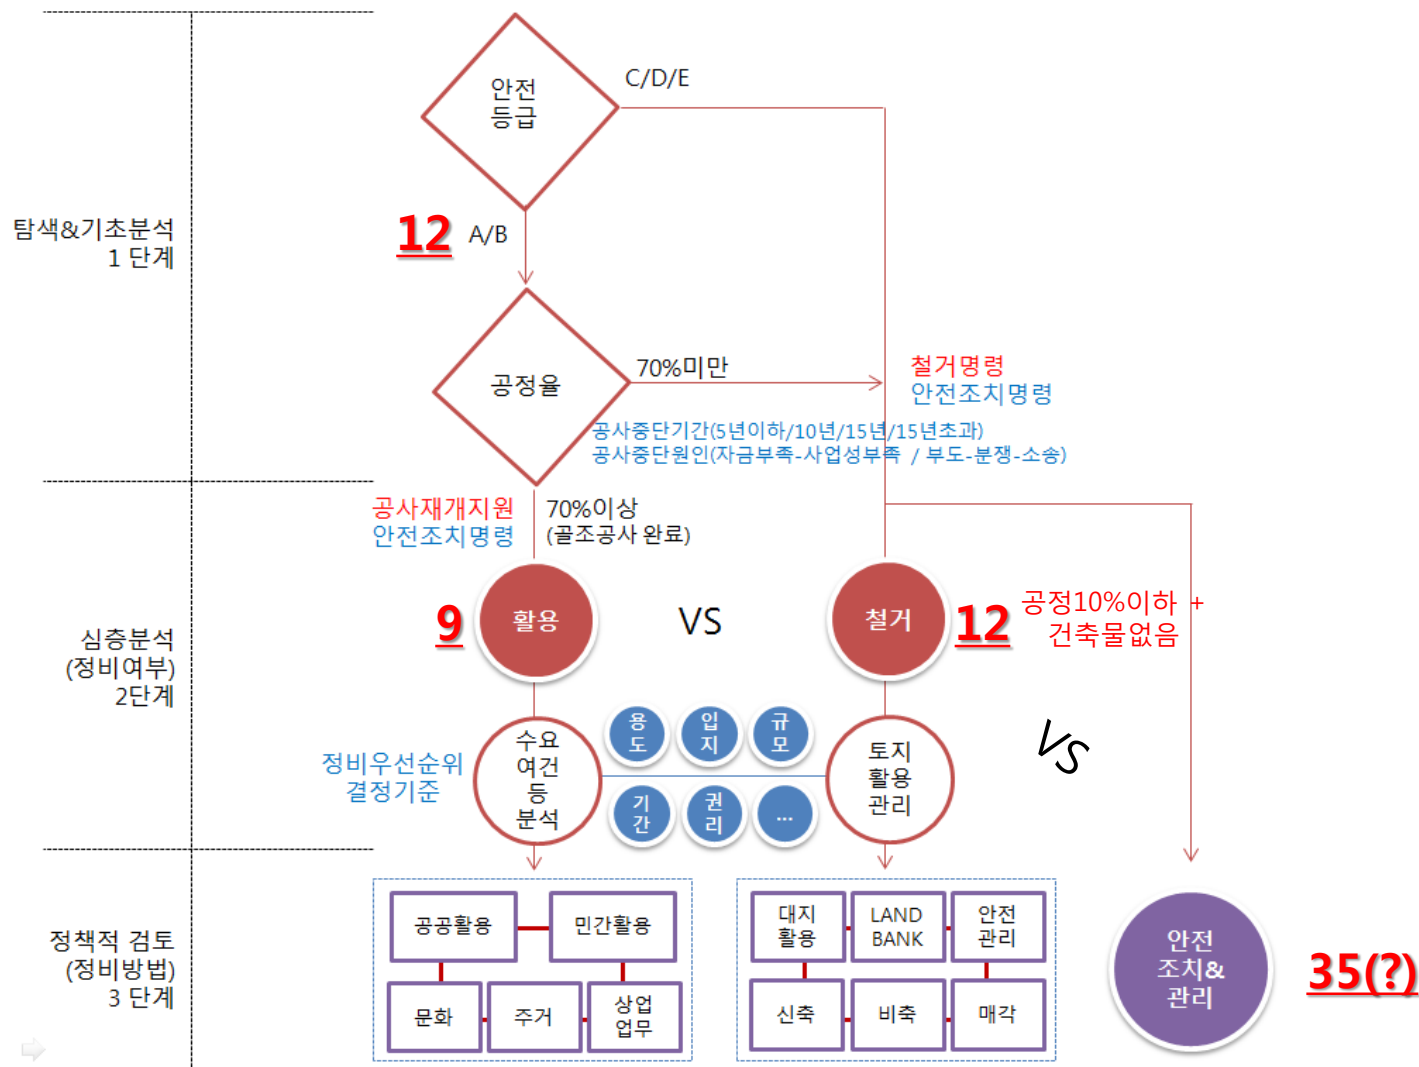 안전
등급
C/D/E
탐색&기초분석
1 단계
12
A/B
공정율
70%미만
철거명령
안전조치명령
공사중단기간(5년이하/10년/15년/15년초과)
공사중단원인(자금부족-사업성부족 / 부도-분쟁-소송)
공사재개지원
안전조치명령
70%이상
(골조공사 완료)
심층분석
(정비여부)
2단계
9
활용
VS
철거
12
공정10%이하 +
건축물없음
정비우선순위
결정기준
수요
여건
등
분석
용
도
입
지
규
모
기
간
권
리
...
토지
활용
관리
VS
정책적 검토
(정비방법)
3 단계
공공활용
민간활용
문화
주거
상업
업무
대지
활용
LAND
BANK
안전
관리
신축
비축
매각
안전
조치&
관리
35(?)